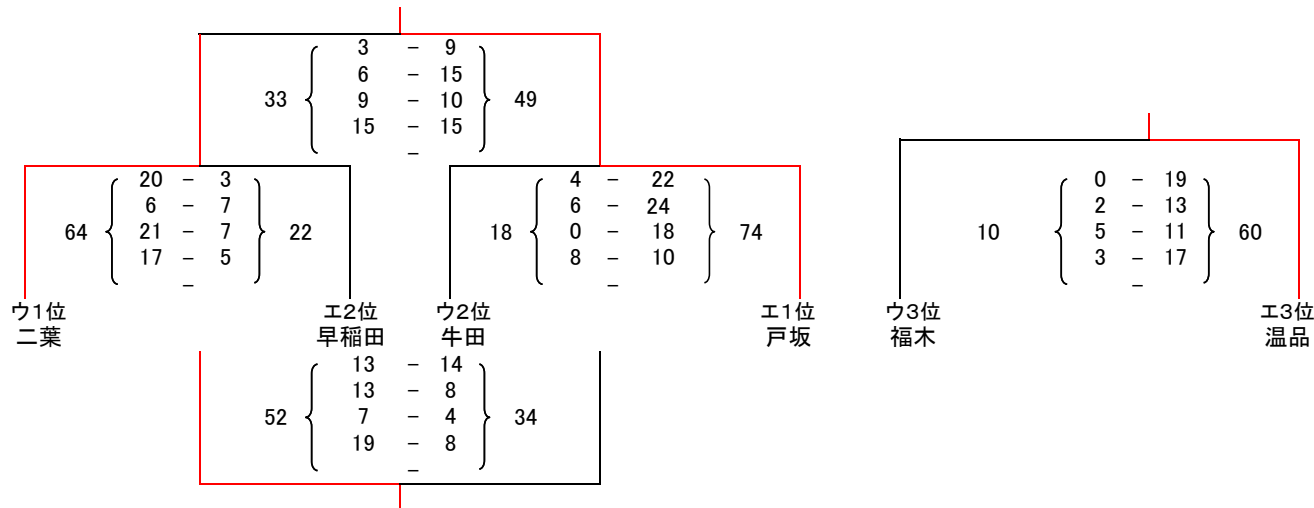 3 - 9
6 - 15
33 { 9 - 10 } 49
15 - 15
-
20 - 3
6 - 7
64 { 21 - 7 } 22
17 - 5
-
4 - 22
6 - 24
18 { 0 - 18 } 74
8 - 10
-
0 - 19
2 - 13
10 { 5 - 11 } 60
3 - 17
-
ウ1位 エ2位 ウ2位 エ1位 ウ3位 エ3位
二葉 早稲田 牛田 戸坂 福木 温品
13 - 14
13 - 8
52 { 7 - 4 } 34
19 - 8
-